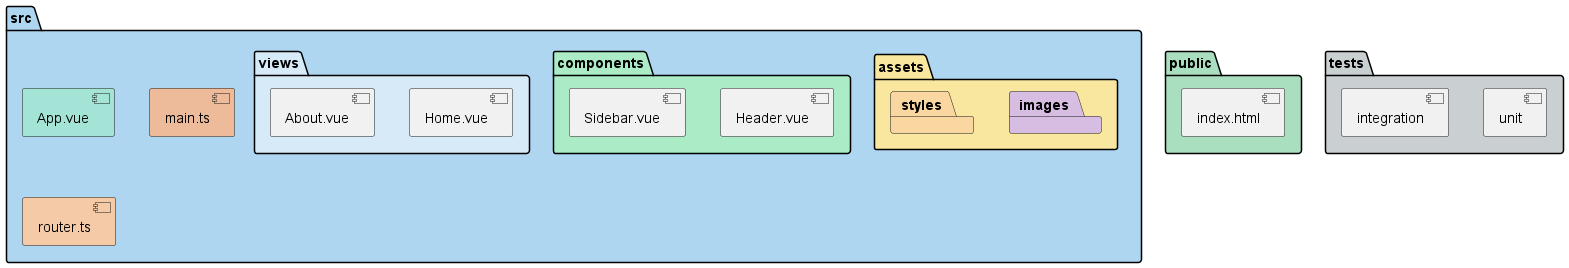 src
App.vue
main.ts
views
About.vue
Home.vue
components
Sidebar.vue
Header.vue
assets
styles
images
router.ts
public
index.html
tests
integration
unit